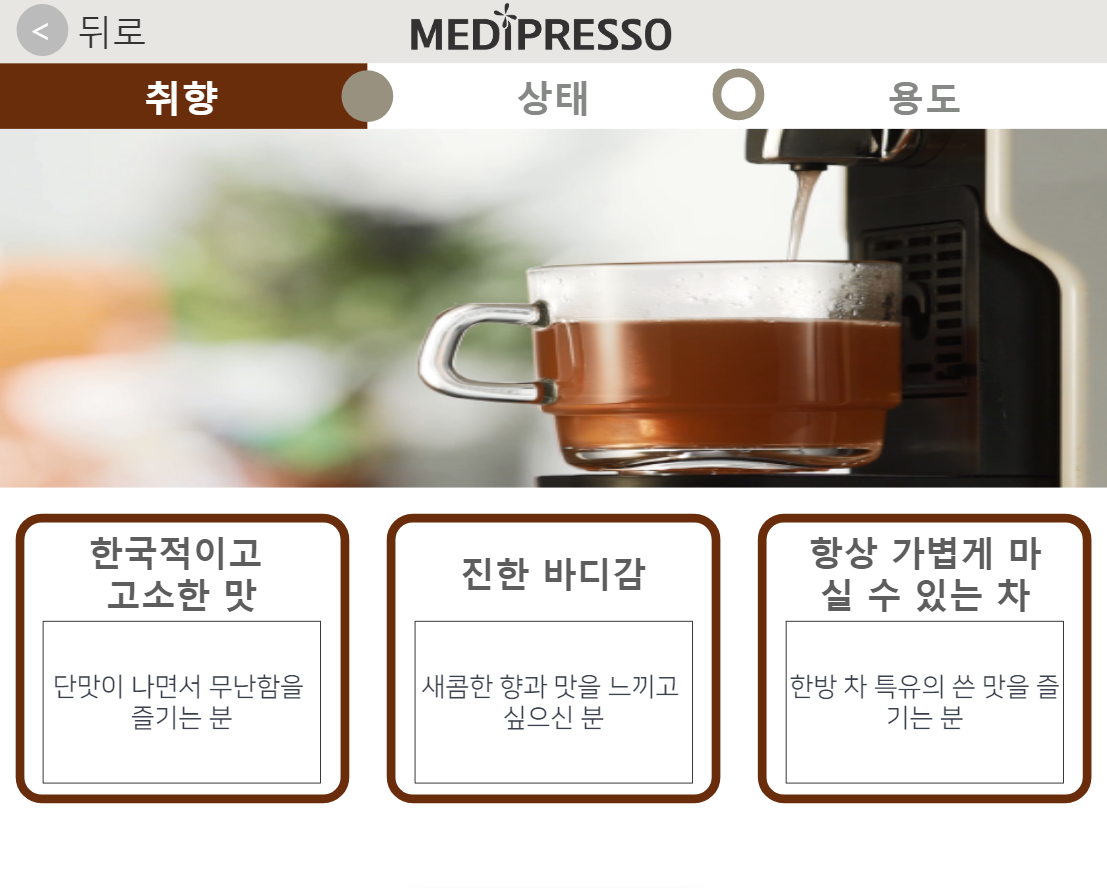 < 뒤로
MEDIPRESSO
취향
상태
용도
한국적이고
고소한 맛
단맛이 나면서 무난함을
즐기는 분
진한 바디감
새콤한 향과 맛을 느끼고
싶으신 분
항상 가볍게 마
실 수 있는 차
한방 차 특유의 쓴 맛을 즐
기는 분